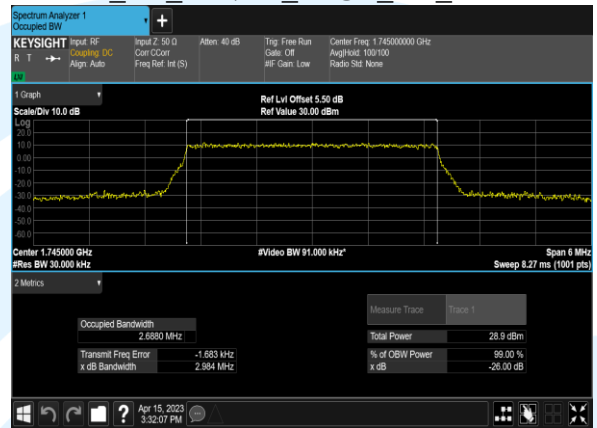 Spectrum Analyzer 1
Occupied BW
KEYSIGHT
R T
LXI
Input: RF
Coupling: DC
Align: Auto
Input Z: 50 Ω
Corr CCorr
Freq Ref: Int (S)
Atten: 40 dB
Trig: Free Run
Gate: Off
#IF Gain: Low
Center Freq: 1.745000000 GHz
Avg|Hold: 100/100
Radio Std: None
1 Graph
Scale/Div 10.0 dB
Ref Lvl Offset 5.50 dB
Ref Value 30.00 dBm
Log
20.0
10.0
0.00
-10.0
-20.0
-30.0
-40.0
-50.0
-60.0
Center 1.745000 GHz
#Res BW 30.000 kHz
#Video BW 91.000 kHz*
Span 6 MHz
Sweep 8.27 ms (1001 pts)
2 Metrics
Measure Trace
Trace 1
Occupied Bandwidth
2.6880 MHz
Total Power 28.9 dBm
Transmit Freq Error -1.683 kHz
% of OBW Power 99.00 %
x dB Bandwidth 2.984 MHz
x dB -26.00 dB
Apr 15, 2023
3:32:07 PM